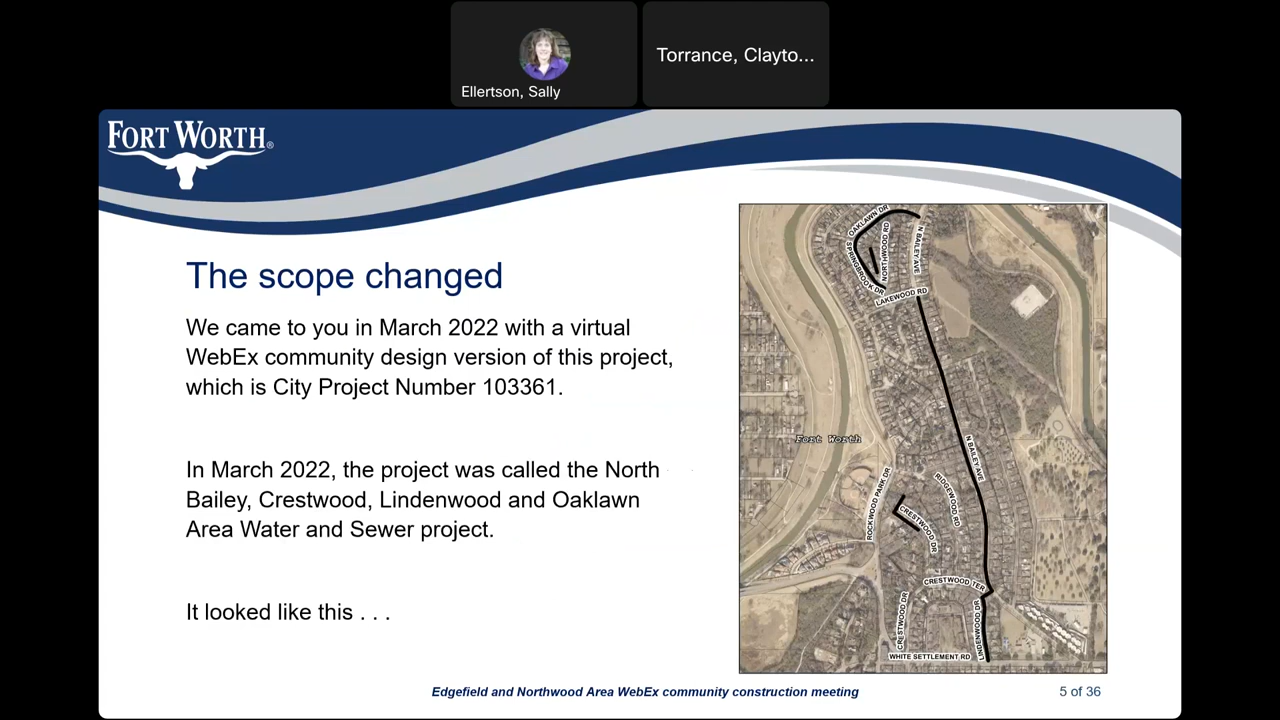 Ellertson, Sally
Torrance, Clayto...
FORT WORTH®
The scope changed
We came to you in March 2022 with a virtual
WebEx community design version of this project,
which is City Project Number 103361.
In March 2022, the project was called the North
Bailey, Crestwood, Lindenwood and Oaklawn
Area Water and Sewer project.
It looked like this . . .
OAKLAWN DR
N BAILEY AVE
NORTHWOOD RD
SPRINGBROOK DR
LAKEWOOD RD
Fort Worth
N BAILEY AVE
ROCKWOOD PARK DR
RIDGEWOOD RD
CRESTWOOD DR
CRESTWOOD TER
CRESTWOOD DR
LINDENWOOD DR
WHITE SETTLEMENT RD
Edgefield and Northwood Area WebEx community construction meeting
5 of 36